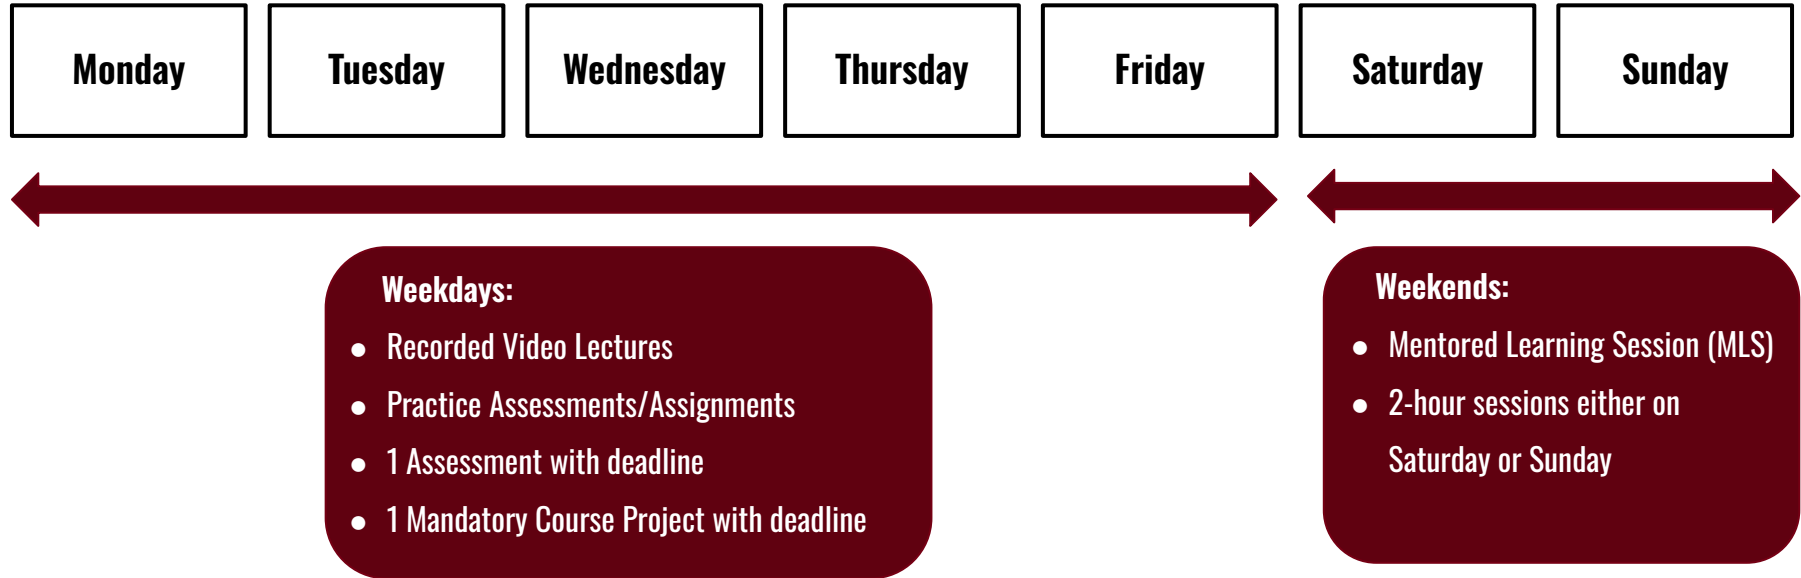 Monday
Tuesday
Wednesday
Thursday
Friday
Saturday
Sunday
Weekdays:
● Recorded Video Lectures
● Practice Assessments/Assignments
● 1 Assessment with deadline
● 1 Mandatory Course Project with deadline
Weekends:
● Mentored Learning Session (MLS)
● 2-hour sessions either on
Saturday or Sunday